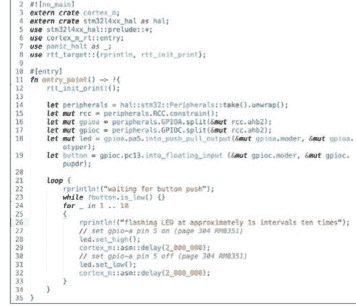 2 #![no_main]
3 extern crate cortex_m;
4 extern crate stm32l4xx_hal as hal;
5 use stm32l4xx_hal::prelude::*;
6 use cortex_m_rt::entry;
7 use panic_halt as _;
8 use rtt_target::{rprintln, rtt_init_print};
9
10 #[entry]
11 fn entry_point() -> !{
12 rtt_init_print!();
13
14 let peripherals = hal::stm32::Peripherals::take().unwrap();
15 let mut rcc = peripherals.RCC.constrain();
16 let mut gpioa = peripherals.GPIOA.split(&mut rcc.ahb2);
17 let mut gpioc = peripherals.GPIOC.split(&mut rcc.ahb2);
18 let mut led = gpioa.pa5.into_push_pull_output(&mut gpioa.moder, &mut gpioa.
otyper);
19 let button = gpioc.pc13.into_floating_input (&mut gpioc.moder, &mut gpioc.
pupdr);
20
21 loop {
22 rprintln!("waiting for button push");
23 while !button.is_low() {}
24 for _ in 1 .. 10
25 {
26 rprintln!("flashing LED at approximately 1s intervals ten times");
27 // set gpio-a pin 5 on (page 304 RM0351)
28 led.set_high();
29 cortex_m::asm::delay(2_000_000);
30 // set gpio-a pin 5 off (page 304 RM0351)
31 led.set_low();
32 cortex_m::asm::delay(2_000_000);
33 }
34 }
35 }